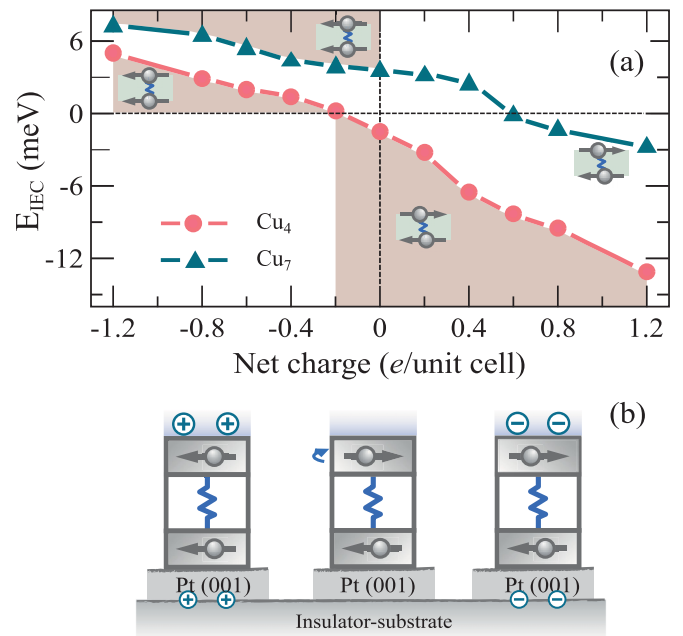 (a)
6
0
-6
-12
E_IEC (meV)
Cu₄
Cu₇
-1.2 -0.8 -0.4 0 0.4 0.8 1.2
Net charge (e/unit cell)
(b)
+ + − −
Pt (001) Pt (001) Pt (001)
+ + − −
Insulator-substrate